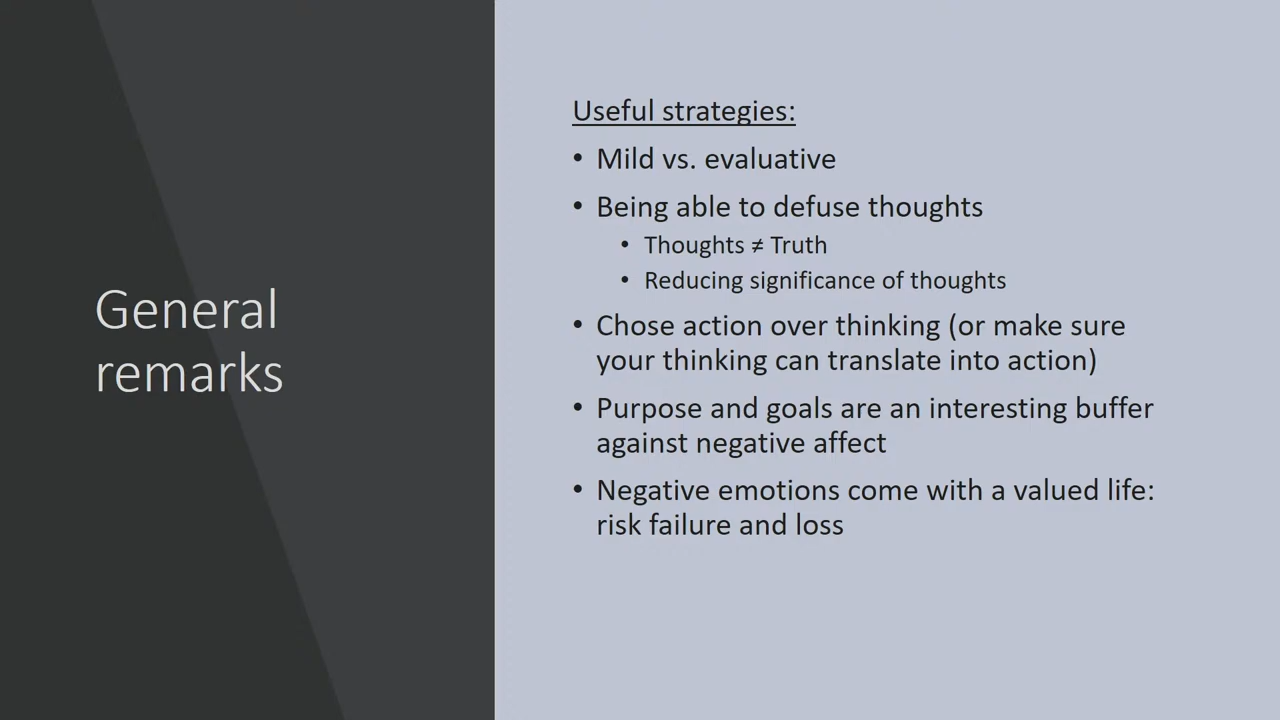 General
remarks
Useful strategies:
• Mild vs. evaluative
• Being able to defuse thoughts
• Thoughts ≠ Truth
• Reducing significance of thoughts
• Chose action over thinking (or make sure
your thinking can translate into action)
• Purpose and goals are an interesting buffer
against negative affect
• Negative emotions come with a valued life:
risk failure and loss